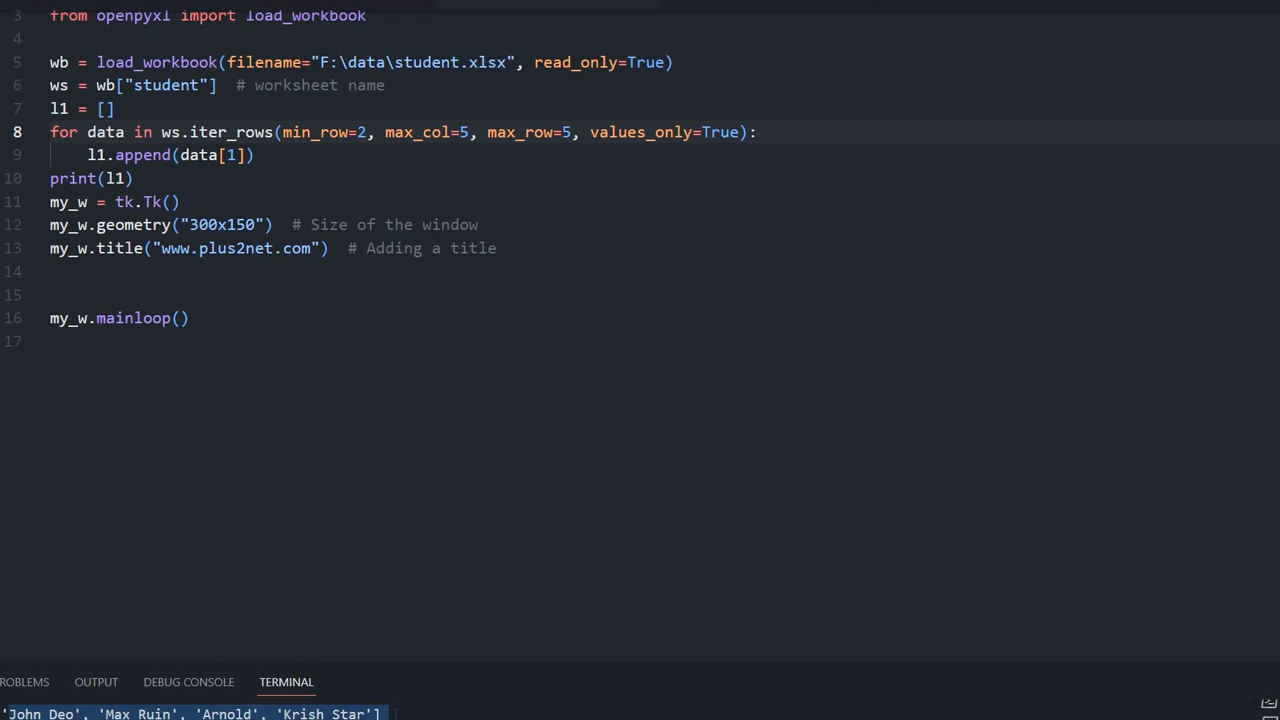 3 from openpyxl import load_workbook
4
5 wb = load_workbook(filename="F:\data\student.xlsx", read_only=True)
6 ws = wb["student"]  # worksheet name
7 l1 = []
8 for data in ws.iter_rows(min_row=2, max_col=5, max_row=5, values_only=True):
9     l1.append(data[1])
10 print(l1)
11 my_w = tk.Tk()
12 my_w.geometry("300x150")  # Size of the window
13 my_w.title("www.plus2net.com")  # Adding a title
14
15
16 my_w.mainloop()
17
ROBLEMS OUTPUT DEBUG CONSOLE TERMINAL
'John Deo', 'Max Ruin', 'Arnold', 'Krish Star']